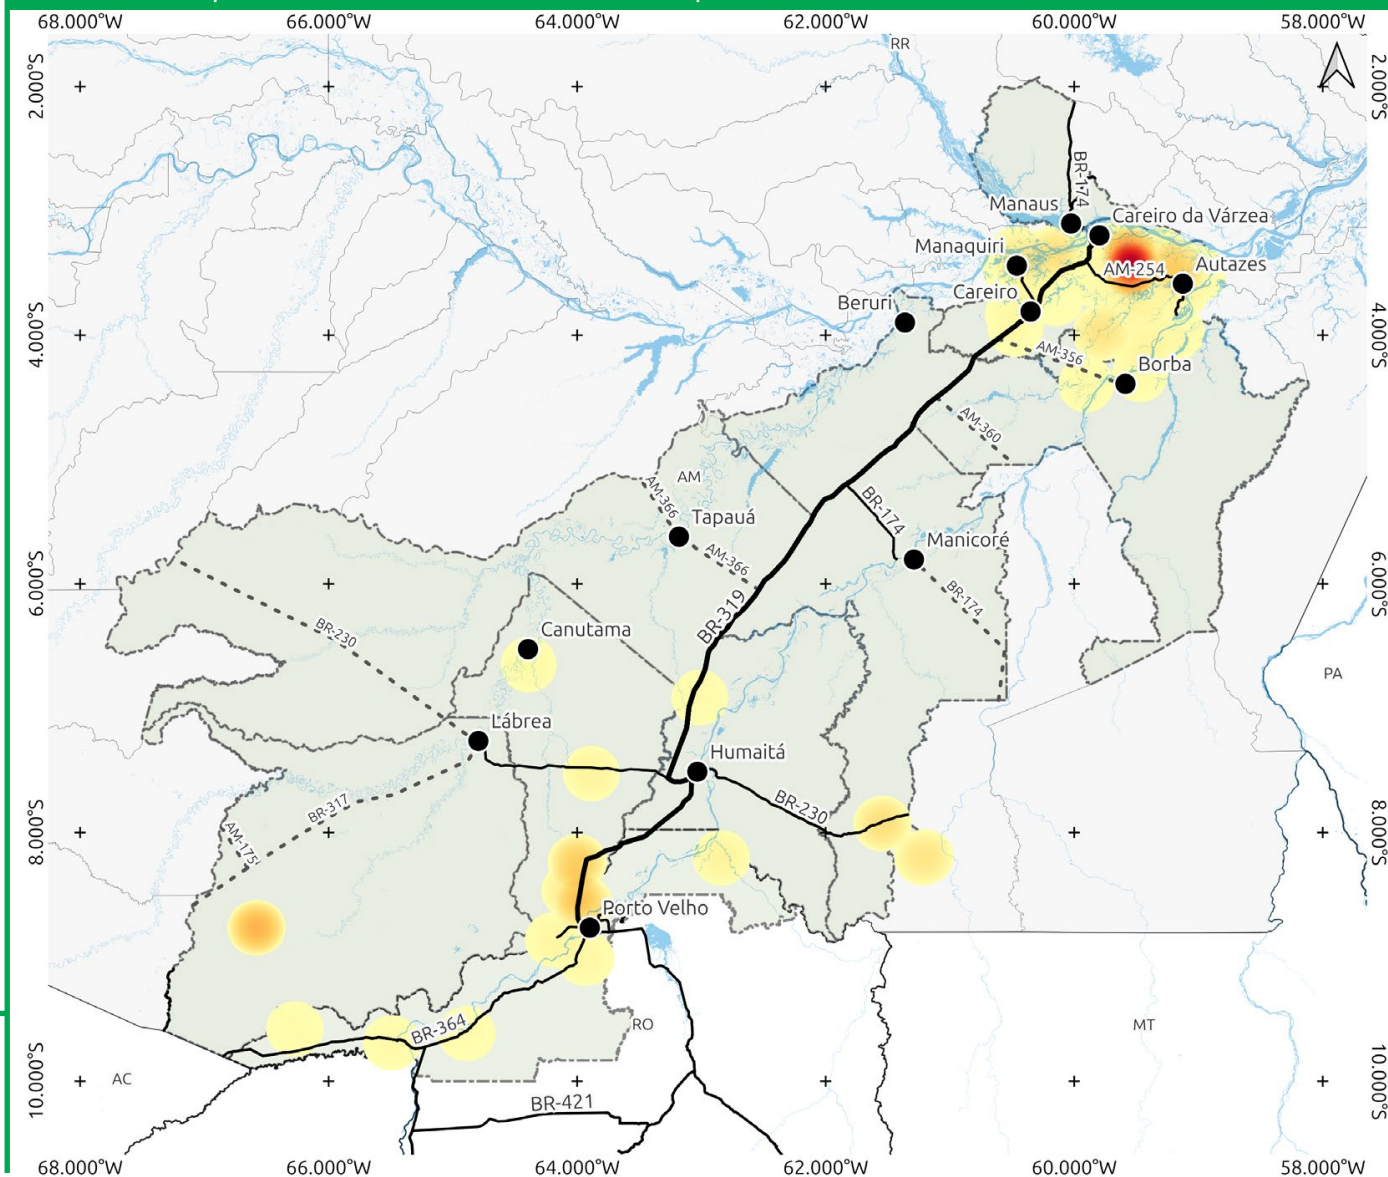 68.000°W 66.000°W 64.000°W 62.000°W 60.000°W 58.000°W
RR
2.000°S
2.000°S
BR-174
Manaus
Careiro da Várzea
Manaquiri
AM-254
Autazes
Careiro
Beruri
4.000°S
4.000°S
AM-356
Borba
AM-360
AM
AM-366
BR-174
Tapauá
Manicoré
AM-366
6.000°S
6.000°S
BR-174
BR-319
BR-230
Canutama
PA
Lábrea
Humaitá
BR-230
BR-317
AM-175
8.000°S
8.000°S
Porto Velho
BR-364
RO
MT
AC
10.000°S
10.000°S
BR-421
68.000°W 66.000°W 64.000°W 62.000°W 60.000°W 58.000°W